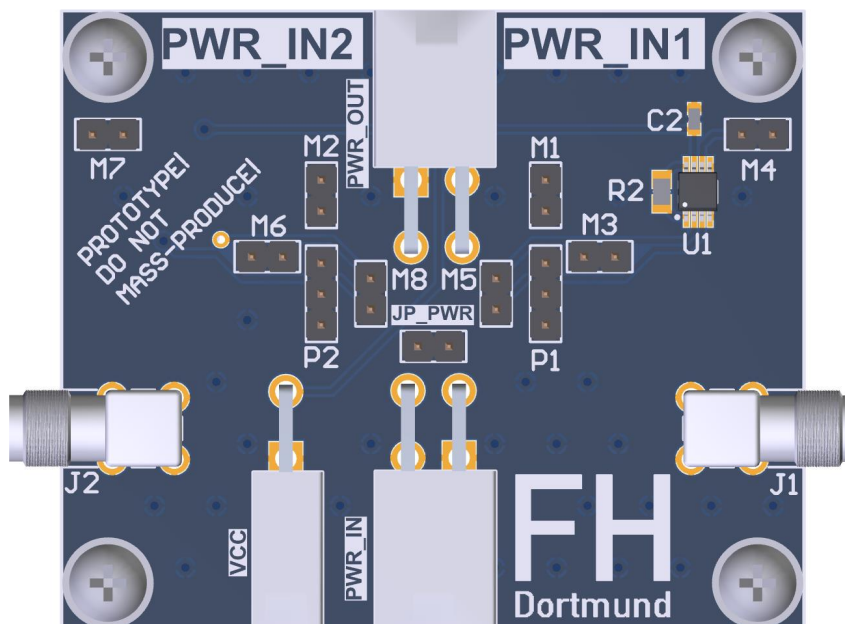 PWR_IN2
PWR_IN1
PWR_OUT
C2
M7
M2
M1
M4
R2
U1
PROTOTYPE!
DO NOT
MASS-PRODUCE!
M6
M3
M8
M5
JP_PWR
P2
P1
J2
J1
VCC
PWR_IN
FH
Dortmund